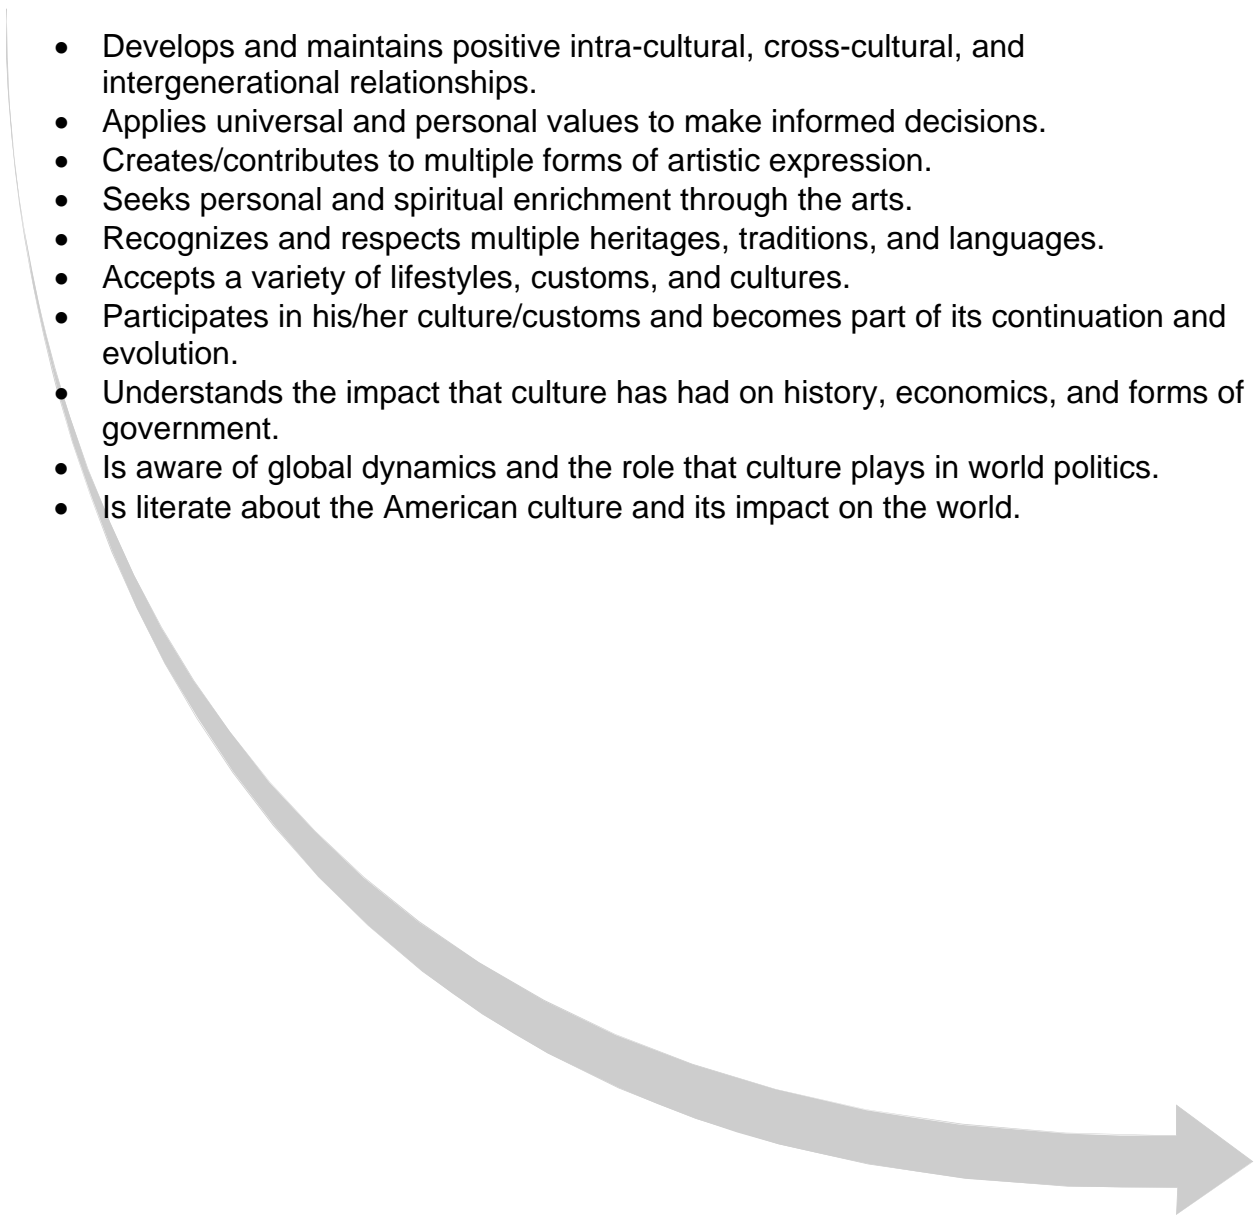 • Develops and maintains positive intra-cultural, cross-cultural, and
intergenerational relationships.
• Applies universal and personal values to make informed decisions.
• Creates/contributes to multiple forms of artistic expression.
• Seeks personal and spiritual enrichment through the arts.
• Recognizes and respects multiple heritages, traditions, and languages.
• Accepts a variety of lifestyles, customs, and cultures.
• Participates in his/her culture/customs and becomes part of its continuation and
evolution.
• Understands the impact that culture has had on history, economics, and forms of
government.
• Is aware of global dynamics and the role that culture plays in world politics.
• Is literate about the American culture and its impact on the world.